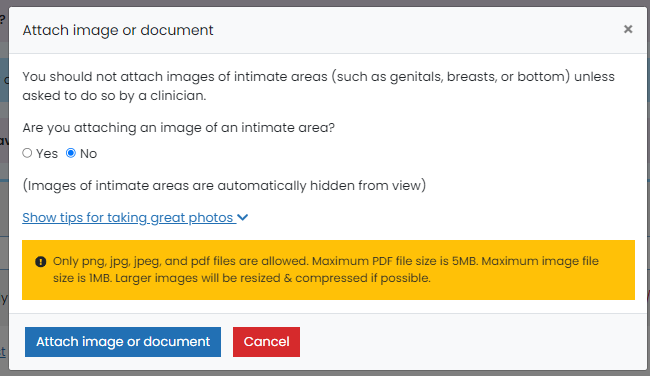 ?
Attach image or document
×
You should not attach images of intimate areas (such as genitals, breasts, or bottom) unless
asked to do so by a clinician.
Are you attaching an image of an intimate area?
Yes No
(Images of intimate areas are automatically hidden from view)
Show tips for taking great photos
Only png, jpg, jpeg, and pdf files are allowed. Maximum PDF file size is 5MB. Maximum image file
size is 1MB. Larger images will be resized & compressed if possible.
Attach image or document Cancel